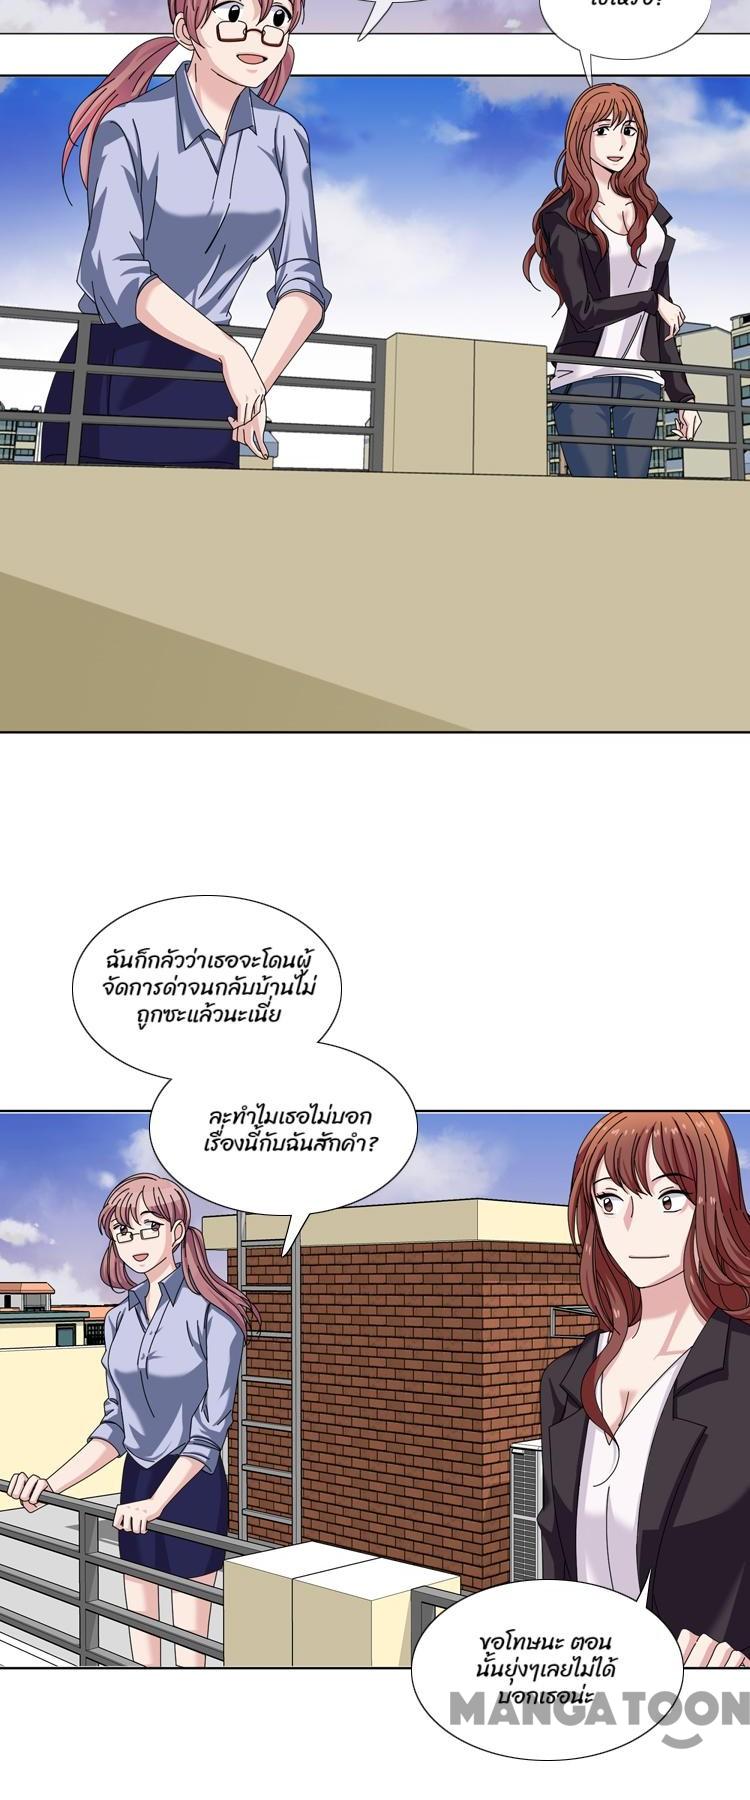 ฉันก็กลัวว่าเธอจะโดนผู้
จัดการด่าจนกลับบ้านไม่
ถูกซะแล้วนะเนี่ย
ละทำไมเธอไม่บอก
เรื่องนี้กับฉันสักคำ?
ขอโทษนะ ตอน
นั้นยุ่งๆเลยไม่ได้
บอกเธอน่ะ
MANGATOON